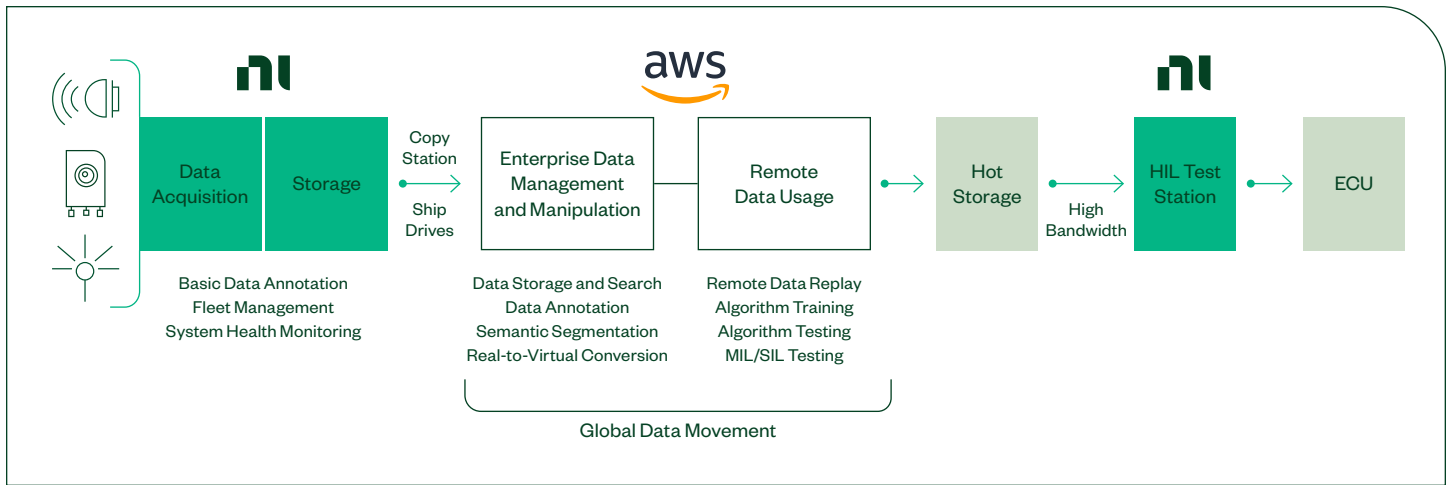 ni
aws
ni
Data
Acquisition
Storage
Copy
Station
Ship
Drives
Enterprise Data
Management
and Manipulation
Remote
Data Usage
Hot
Storage
High
Bandwidth
HIL Test
Station
ECU
Basic Data Annotation
Fleet Management
System Health Monitoring
Data Storage and Search
Data Annotation
Semantic Segmentation
Real-to-Virtual Conversion
Remote Data Replay
Algorithm Training
Algorithm Testing
MIL/SIL Testing
Global Data Movement